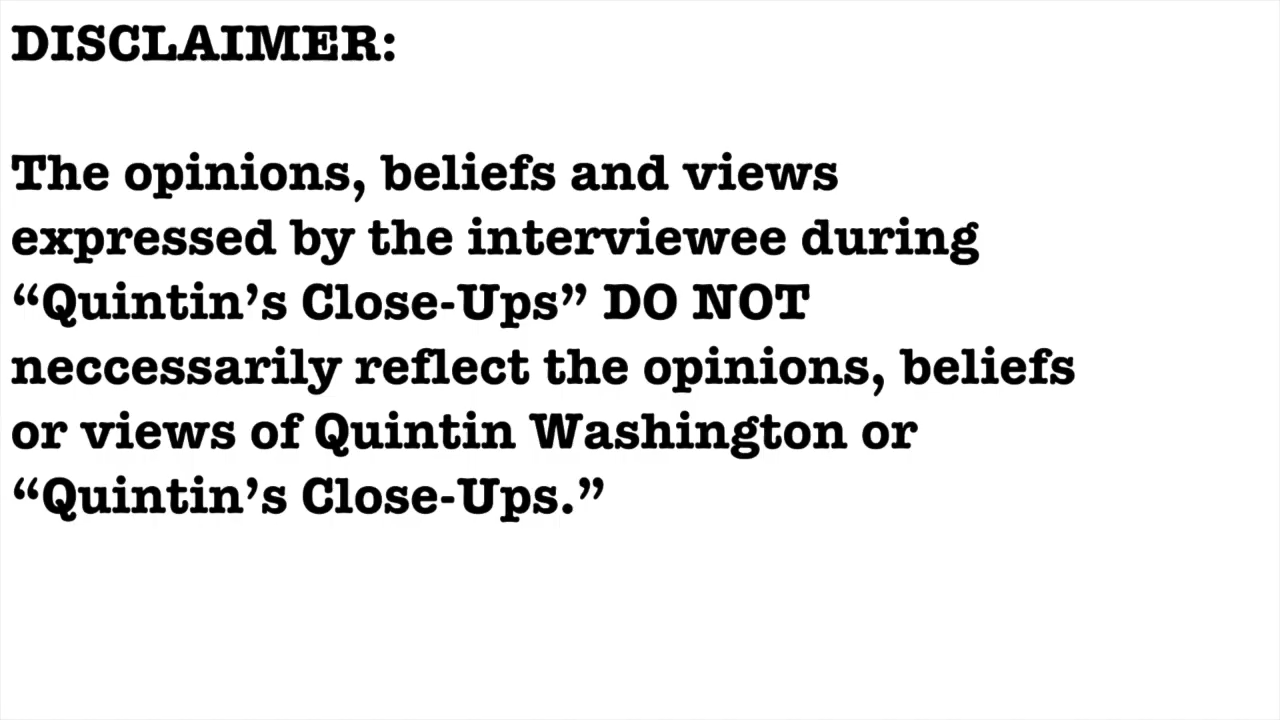 DISCLAIMER:
The opinions, beliefs and views
expressed by the interviewee during
“Quintin’s Close-Ups” DO NOT
neccessarily reflect the opinions, beliefs
or views of Quintin Washington or
“Quintin’s Close-Ups.”